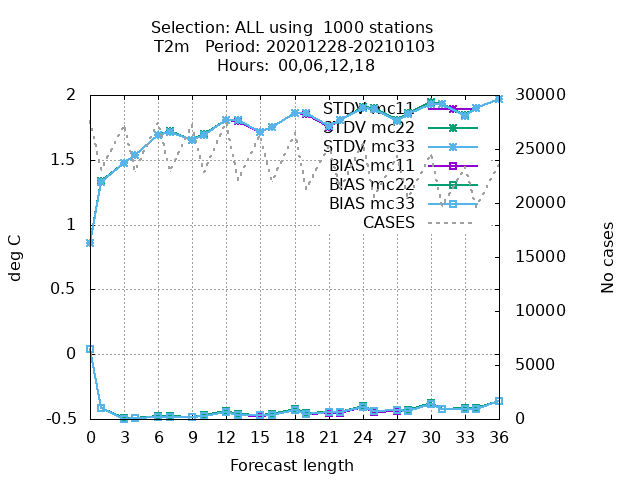 Selection: ALL using  1000 stations
T2m   Period: 20201228-20210103
Hours:  00,06,12,18
2 30000
STDV mc11
STDV mc22
STDV mc33
BIAS mc11
BIAS mc22
BIAS mc33
CASES
1.5 25000
1 20000
0.5 15000
10000
0 5000
-0.5 0
deg C
No cases
0 3 6 9 12 15 18 21 24 27 30 33 36
Forecast length